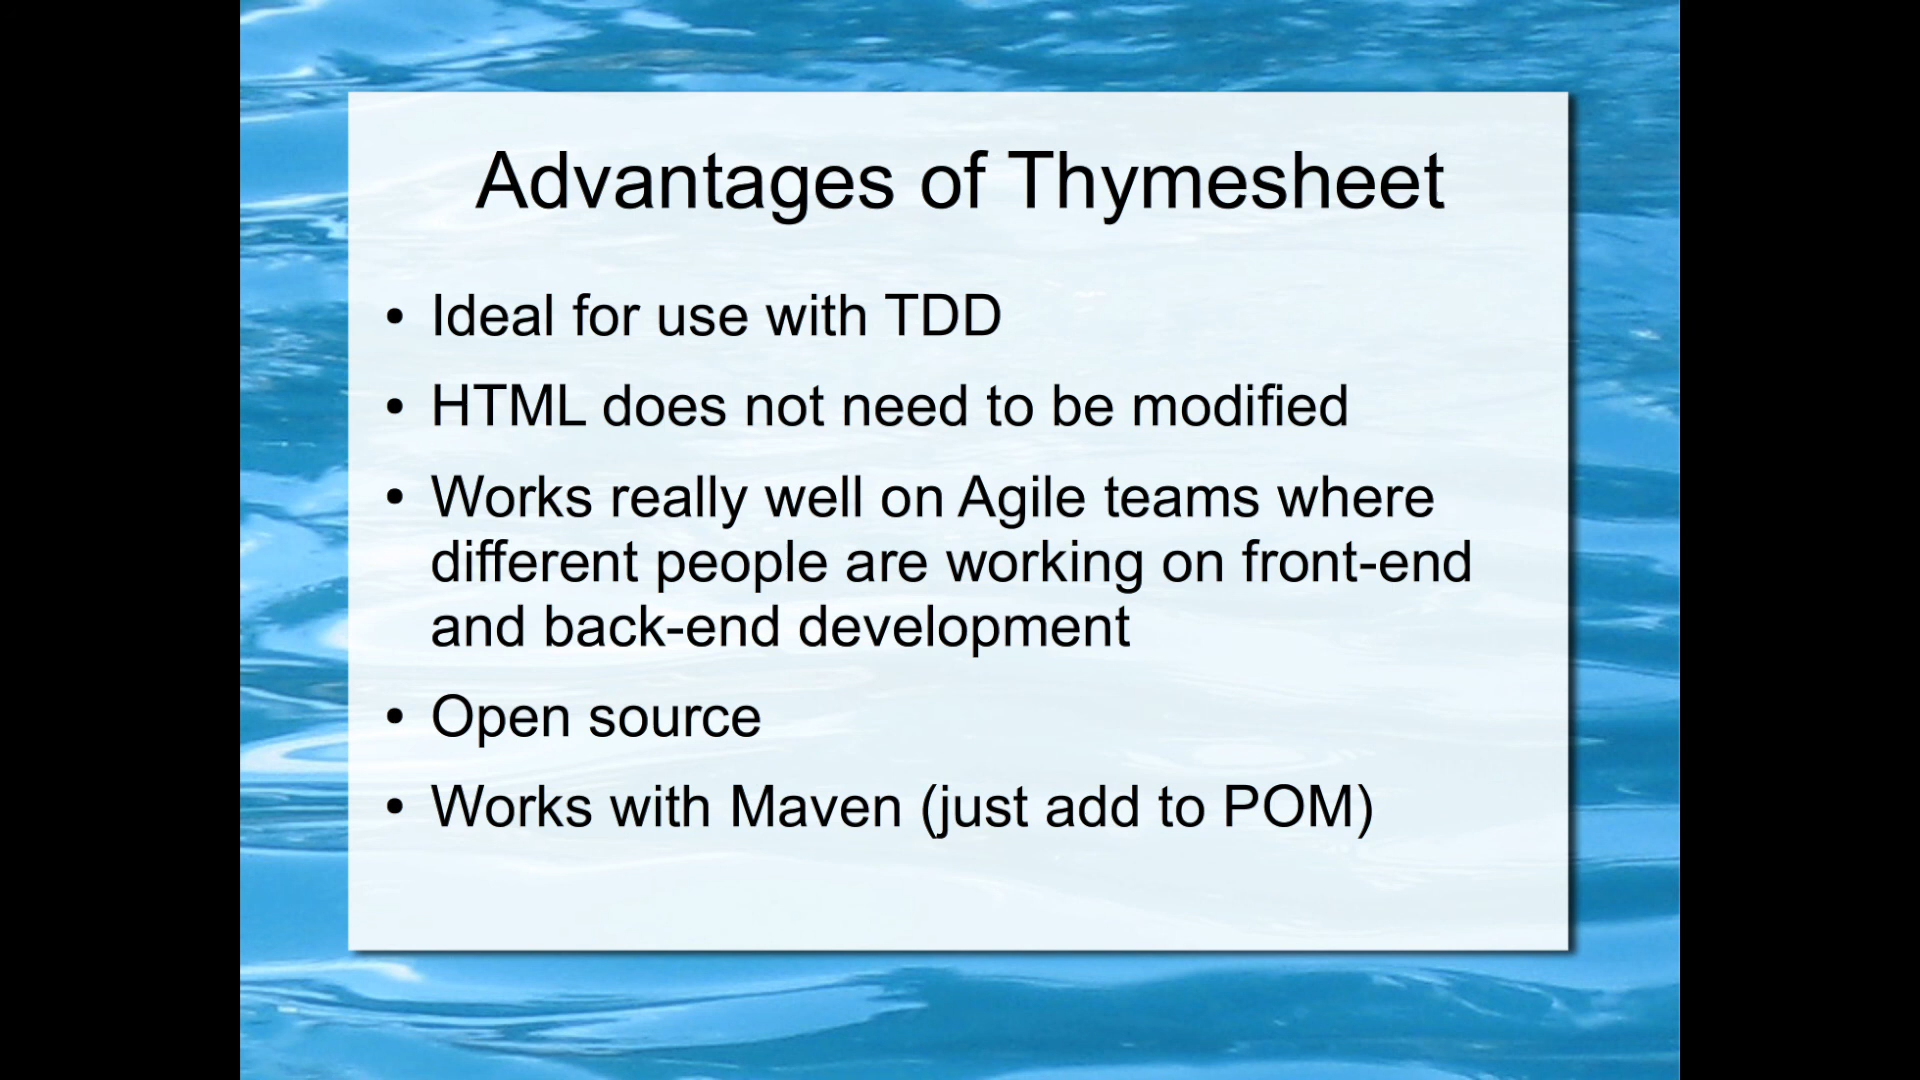 Advantages of Thymesheet
• Ideal for use with TDD
• HTML does not need to be modified
• Works really well on Agile teams where
different people are working on front-end
and back-end development
• Open source
• Works with Maven (just add to POM)